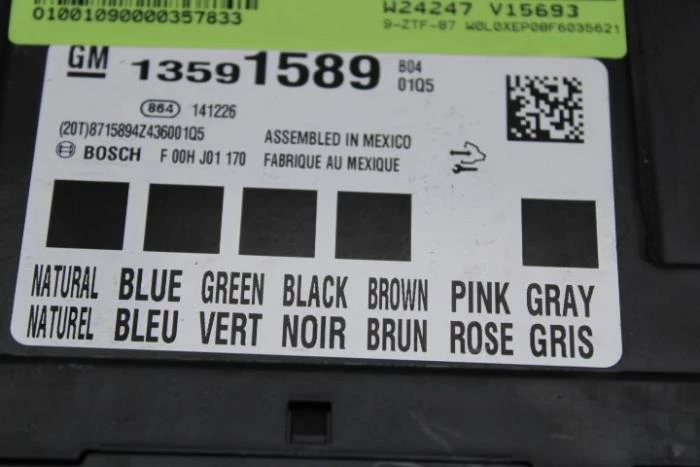 01001090000357833
W24247 V15693
9-ZTF-87 W0L0XEP08F6035621
GM 13591589 B04
01Q5
864 141226
(20T)8715894Z436001Q5
ASSEMBLED IN MEXICO
BOSCH F 00H J01 170 FABRIQUE AU MEXIQUE
NATURAL BLUE GREEN BLACK BROWN PINK GRAY
NATUREL BLEU VERT NOIR BRUN ROSE GRIS